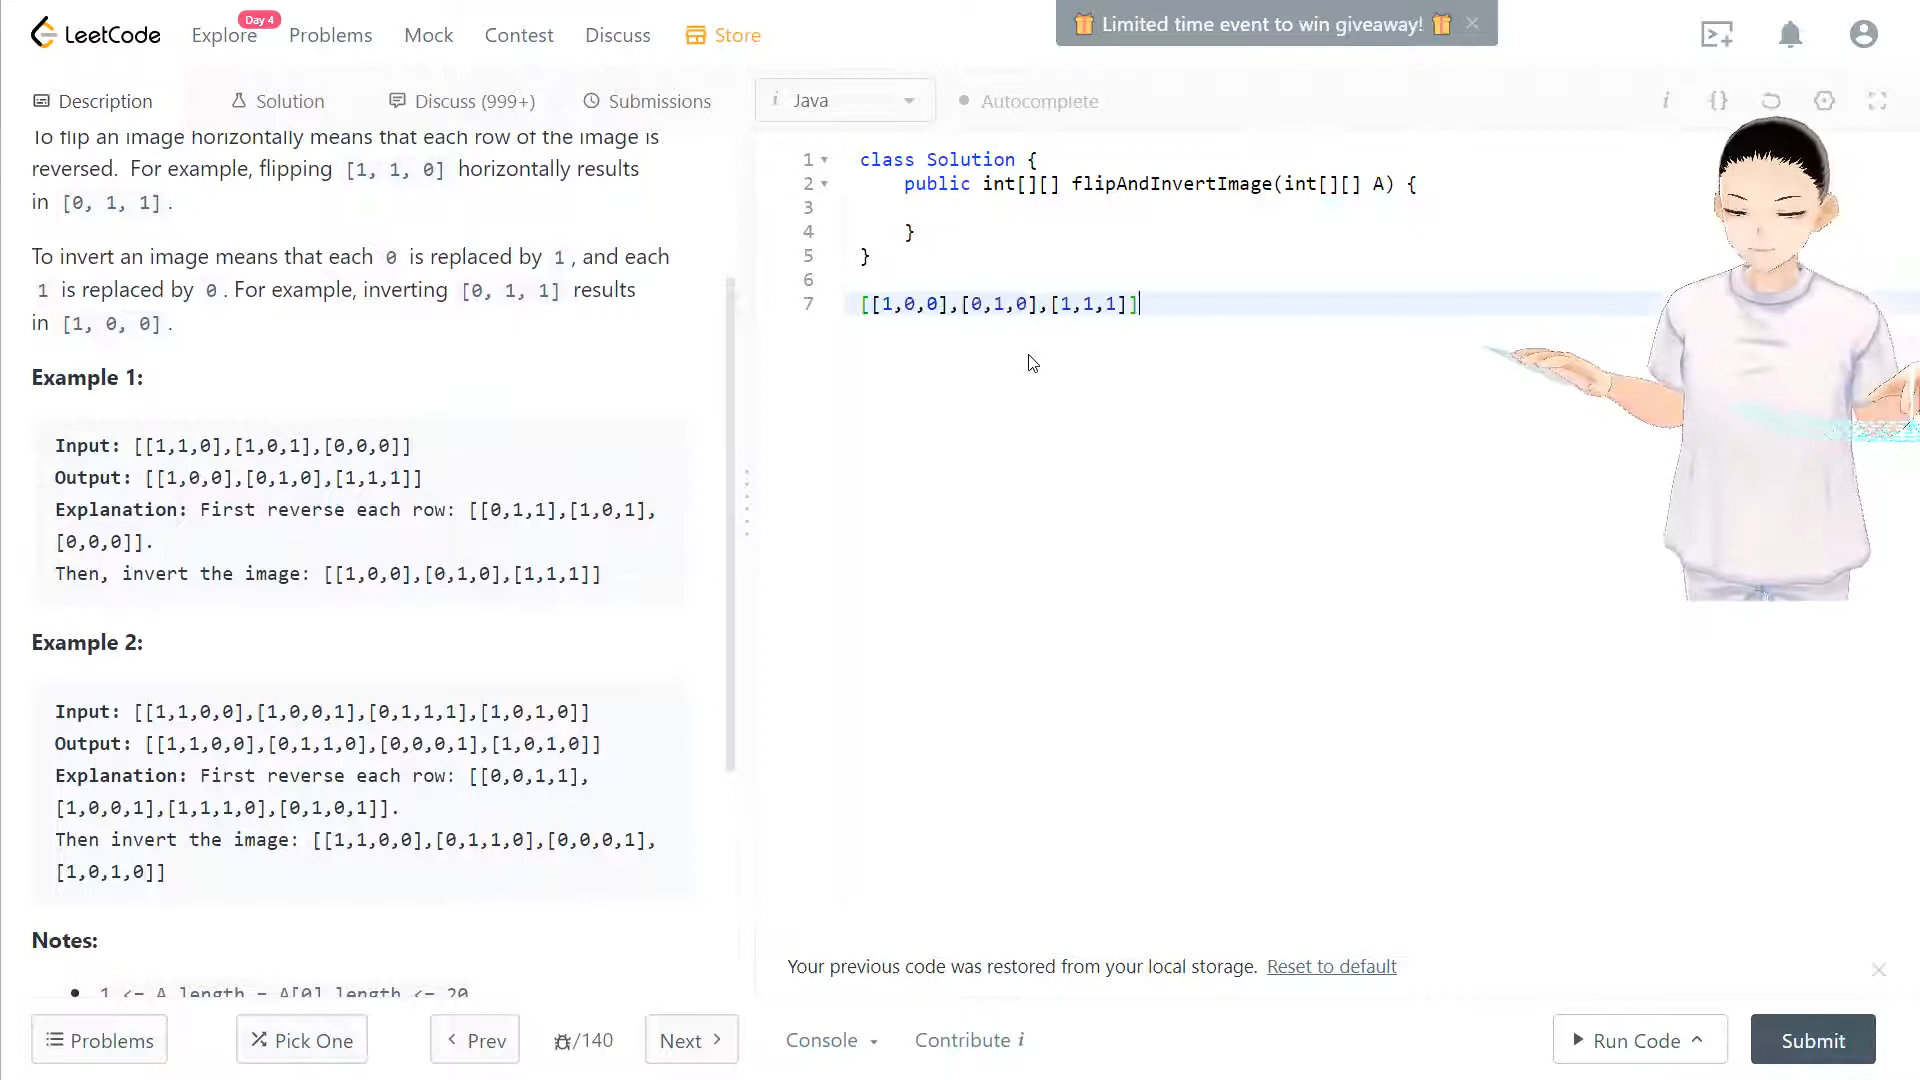 LeetCode
Explore
Day 4
Problems
Mock
Contest
Discuss
Store
Limited time event to win giveaway!
Description
Solution
Discuss (999+)
Submissions
To flip an image horizontally means that each row of the image is
reversed. For example, flipping [1, 1, 0] horizontally results
in [0, 1, 1].
To invert an image means that each 0 is replaced by 1, and each
1 is replaced by 0. For example, inverting [0, 1, 1] results
in [1, 0, 0].
Example 1:
Input: [[1,1,0],[1,0,1],[0,0,0]]
Output: [[1,0,0],[0,1,0],[1,1,1]]
Explanation: First reverse each row: [[0,1,1],[1,0,1],
[0,0,0]].
Then, invert the image: [[1,0,0],[0,1,0],[1,1,1]]
Example 2:
Input: [[1,1,0,0],[1,0,0,1],[0,1,1,1],[1,0,1,0]]
Output: [[1,1,0,0],[0,1,1,0],[0,0,0,1],[1,0,1,0]]
Explanation: First reverse each row: [[0,0,1,1],
[1,0,0,1],[1,1,1,0],[0,1,0,1]].
Then invert the image: [[1,1,0,0],[0,1,1,0],[0,0,0,1],
[1,0,1,0]]
Notes:
1 <= A.length = A[0].length <= 20
i Java
Autocomplete
i {}
1 class Solution {
2 public int[][] flipAndInvertImage(int[][] A) {
3
4 }
5 }
6
7 [[1,0,0],[0,1,0],[1,1,1]]
Your previous code was restored from your local storage. Reset to default
Problems
Pick One
Prev
/140
Next
Console
Contribute i
Run Code
Submit